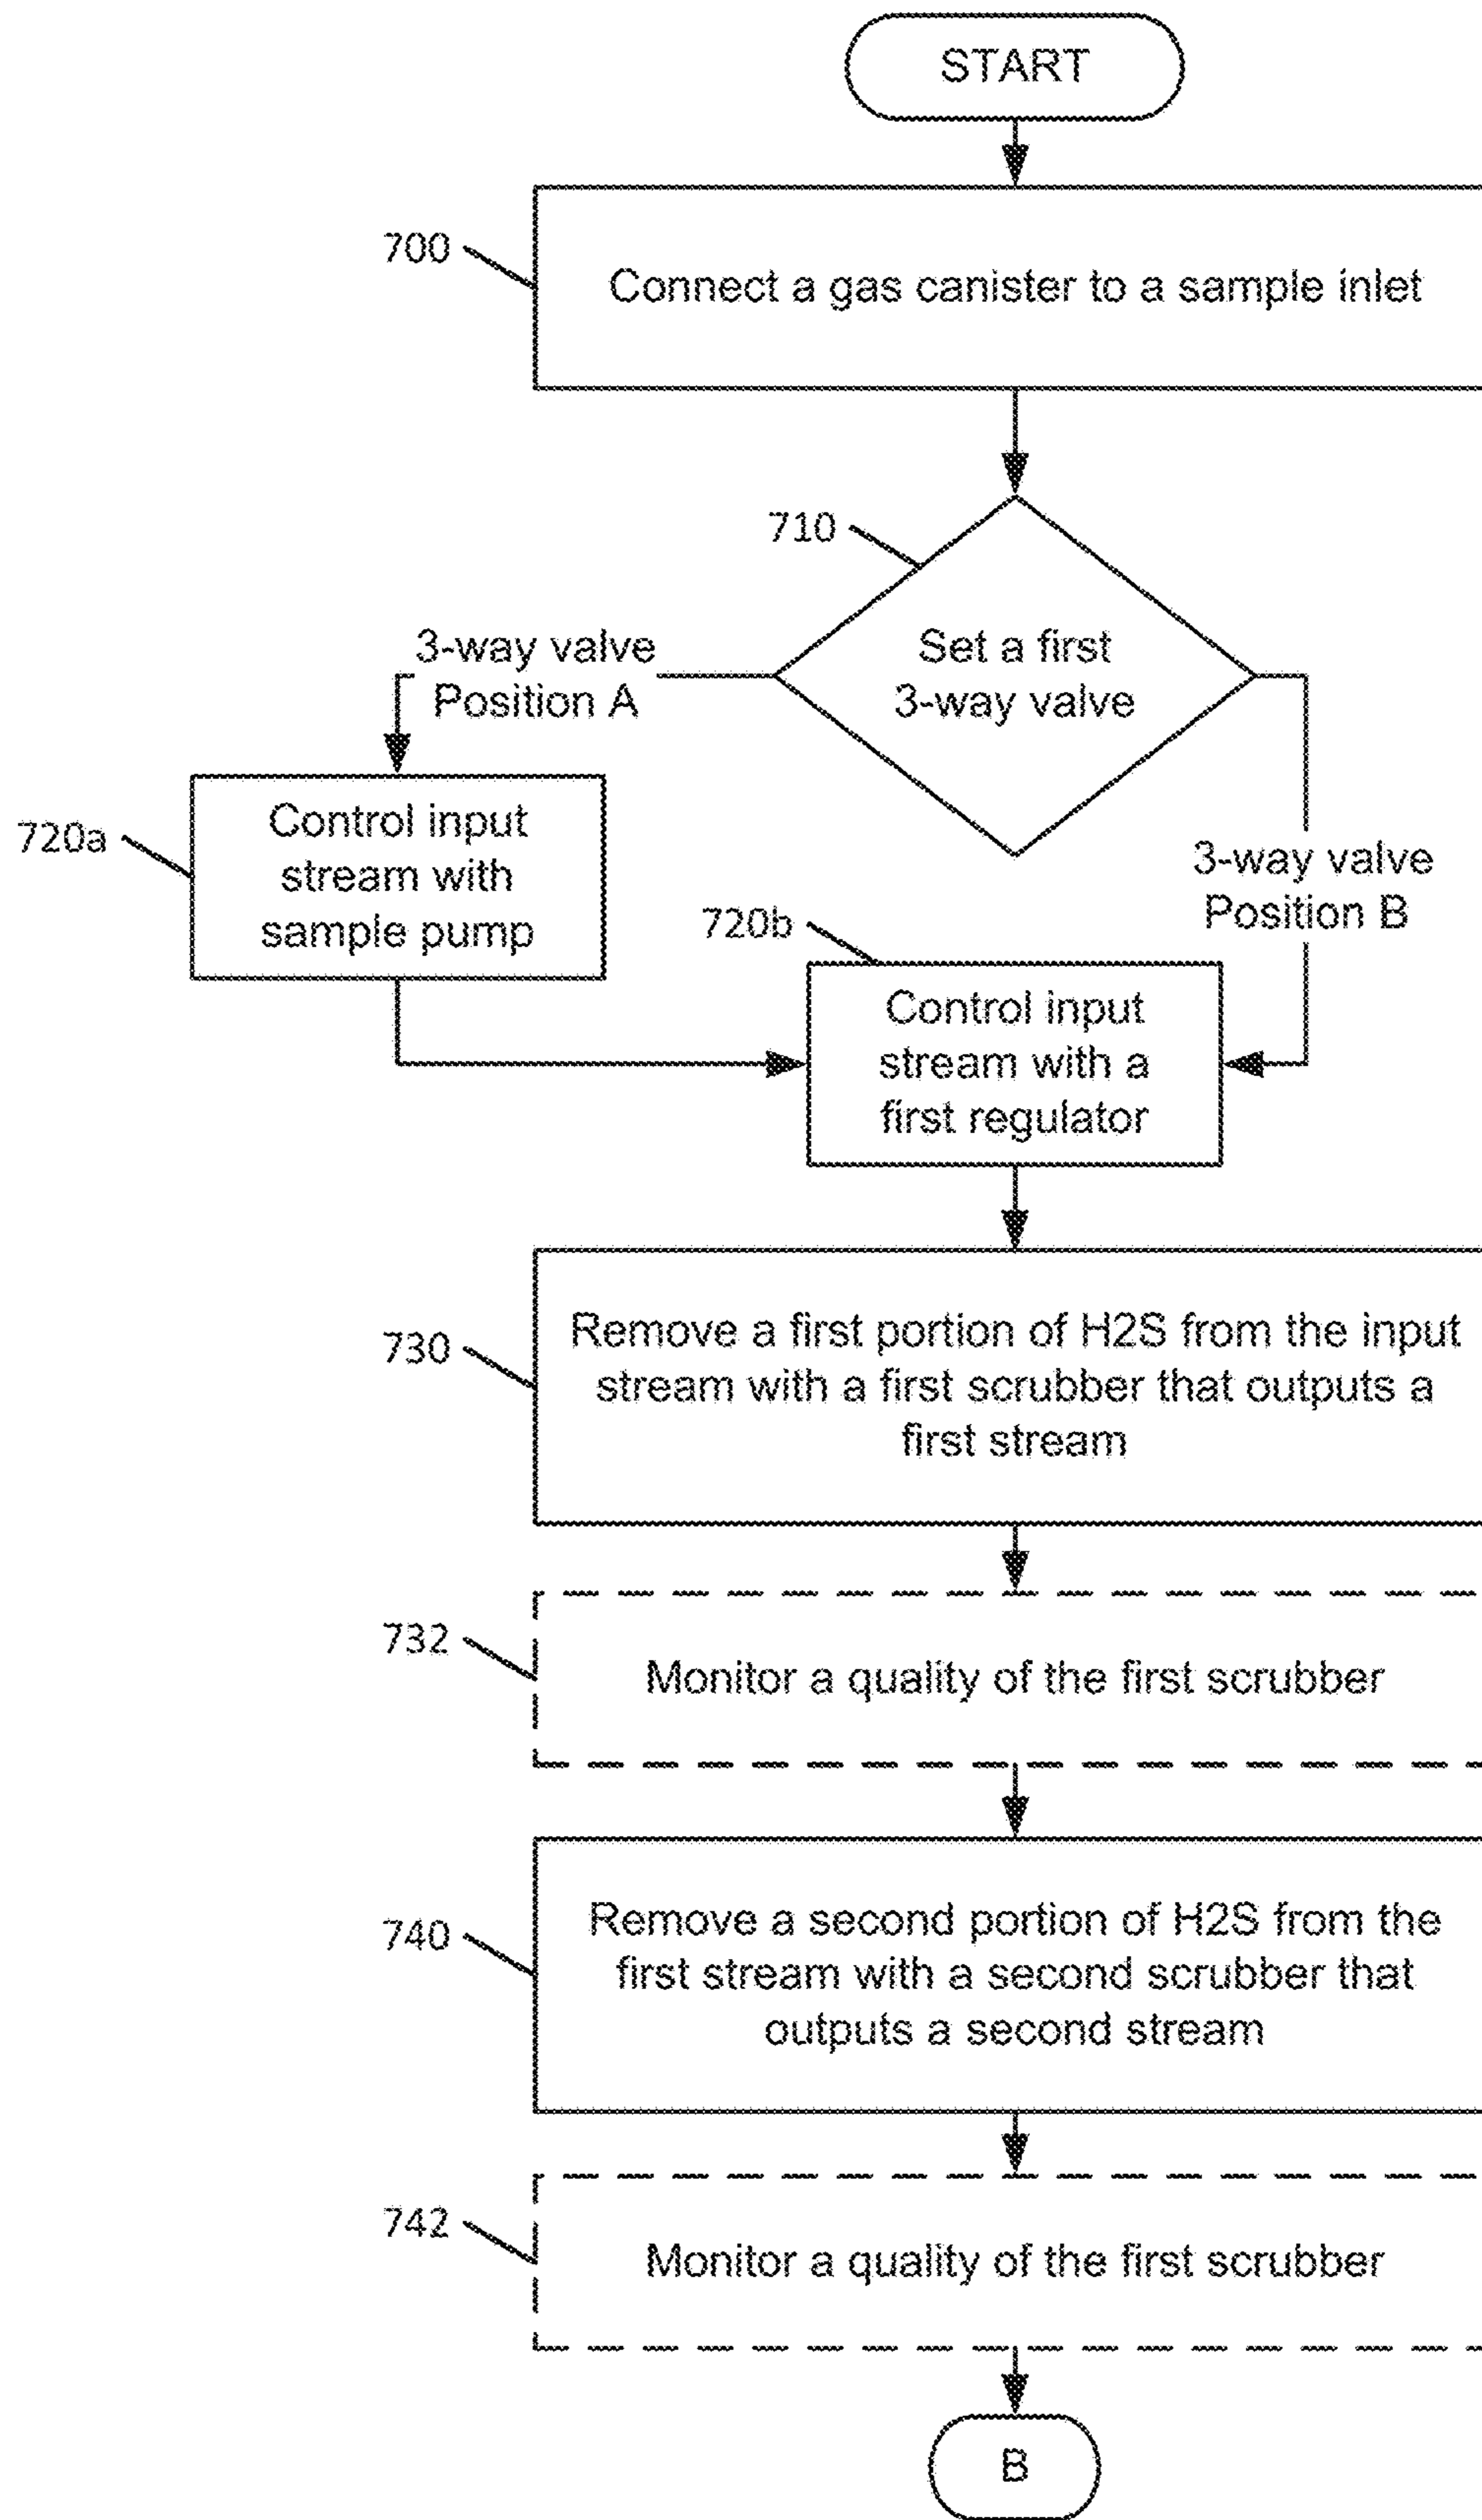 START
700
Connect a gas canister to a sample inlet
710
Set a first
3-way valve
3-way valve
Position A
3-way valve
Position B
720a
Control input
stream with
sample pump
720b
Control input
stream with a
first regulator
730
Remove a first portion of H2S from the input
stream with a first scrubber that outputs a
first stream
732
Monitor a quality of the first scrubber
740
Remove a second portion of H2S from the
first stream with a second scrubber that
outputs a second stream
742
Monitor a quality of the first scrubber
B